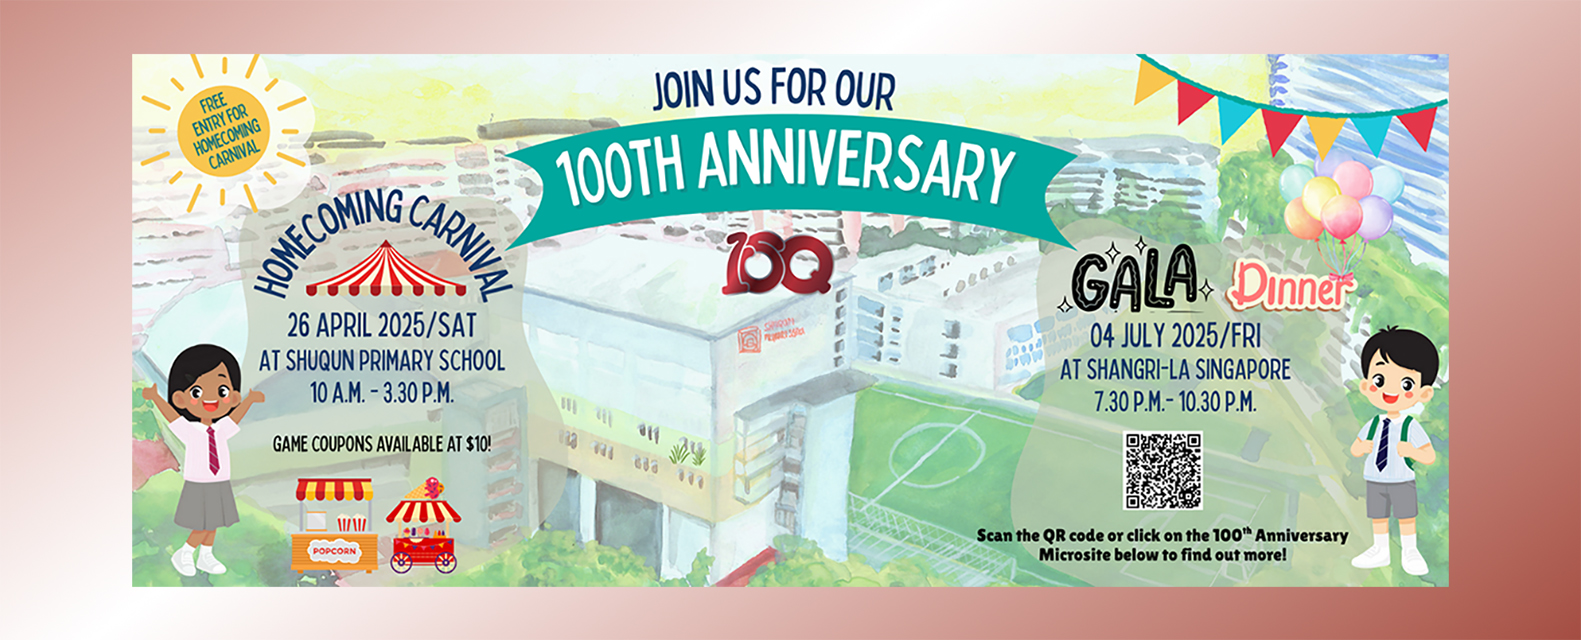 JOIN US FOR OUR
100TH ANNIVERSARY
FREE
ENTRY FOR
HOMECOMING
CARNIVAL
HOMECOMING CARNIVAL
26 APRIL 2025/SAT
AT SHUQUN PRIMARY SCHOOL
10 A.M. - 3.30 P.M.
GAME COUPONS AVAILABLE AT $10!
POPCORN
GALA Dinner
04 JULY 2025/FRI
AT SHANGRI-LA SINGAPORE
7.30 P.M.- 10.30 P.M.
Scan the QR code or click on the 100th Anniversary
Microsite below to find out more!